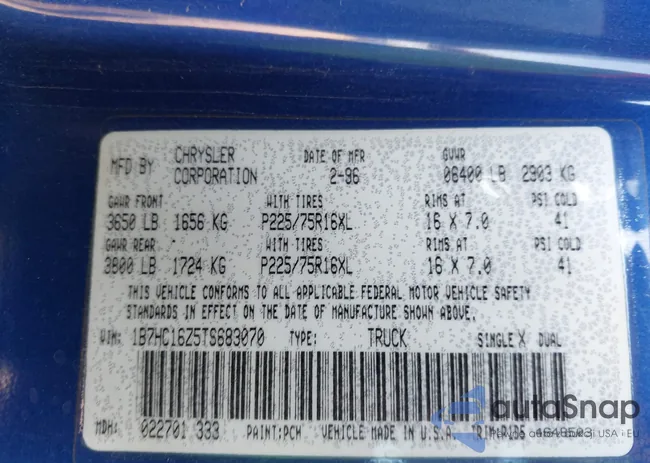 MFD BY CHRYSLER CORPORATION DATE OF MFR 2-96 GVWR 06400 LB 2903 KG
GAWR FRONT WITH TIRES RIMS AT PSI COLD
3650 LB 1656 KG P225/75R16XL 16 X 7.0 41
GAWR REAR WITH TIRES RIMS AT PSI COLD
3800 LB 1724 KG P225/75R16XL 16 X 7.0 41
THIS VEHICLE CONFORMS TO ALL APPLICABLE FEDERAL MOTOR VEHICLE SAFETY
STANDARDS IN EFFECT ON THE DATE OF MANUFACTURE SHOWN ABOVE.
VIN: 1B7HC16Z5TS683070 TYPE: TRUCK SINGLE X DUAL
autoSnap
MDH: 022701 333 PAINT:PCH VEHICLE MADE IN U.S.A. TRIM:
USA EU